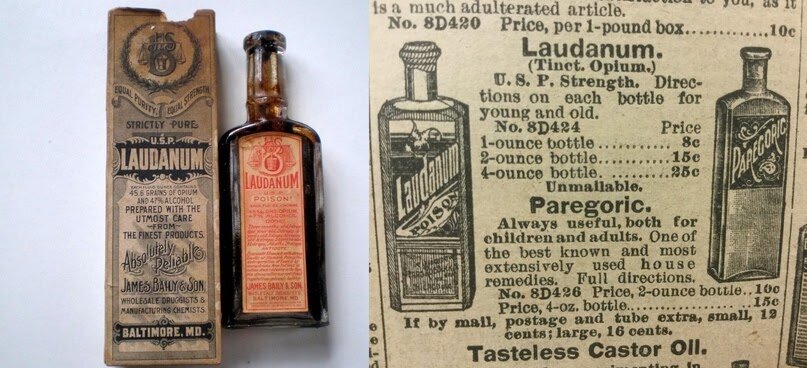 EQUAL PURITY
EQUAL STRENGTH
STRICTLY PURE
U.S.P.
LAUDANUM
EACH FLUID OUNCE CONTAINS
45.6 GRAINS OF OPIUM
AND 47% ALCOHOL
PREPARED WITH THE
UTMOST CARE
FROM
THE FINEST PRODUCTS.
Absolutely
Reliable
JAMES BAILY & SON,
WHOLESALE DRUGGISTS &
MANUFACTURING CHEMISTS.
BALTIMORE, MD.
LAUDANUM
POISON!
JAMES BAILY & SON
BALTIMORE, MD.
is a much adulterated article.
No. 8D420 Price, per 1-pound box............10c
Laudanum.
(Tinct. Opium.)
U. S. P. Strength. Direc-
tions on each bottle for
young and old.
No. 8D424 Price
1-ounce bottle............ 8c
2-ounce bottle............15c
4-ounce bottle............25c
Unmailable.
Paregoric.
Always useful, both for
children and adults. One of
the best known and most
extensively used house
remedies. Full directions.
No. 8D426 Price, 2-ounce bottle..10c
Price, 4-oz. bottle............15c
If by mail, postage and tube extra, small, 12
cents; large, 16 cents.
Tasteless Castor Oil.
Laudanum
POISON
PAREGORIC